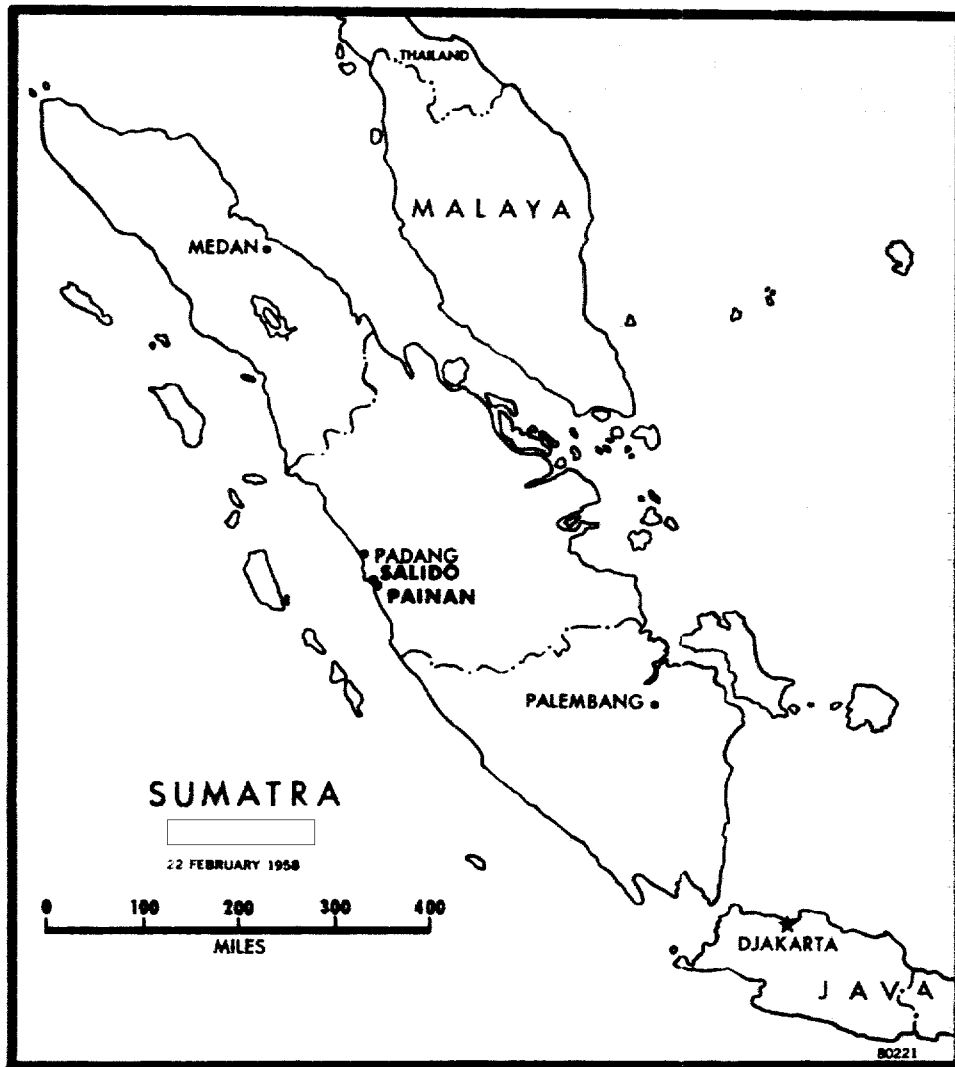 THAILAND
MALAYA
MEDAN
PADANG
SALIDO
PAINAN
PALEMBANG
SUMATRA
22 FEBRUARY 1958
0 100 200 300 400
MILES
DJAKARTA
JAVA
80221